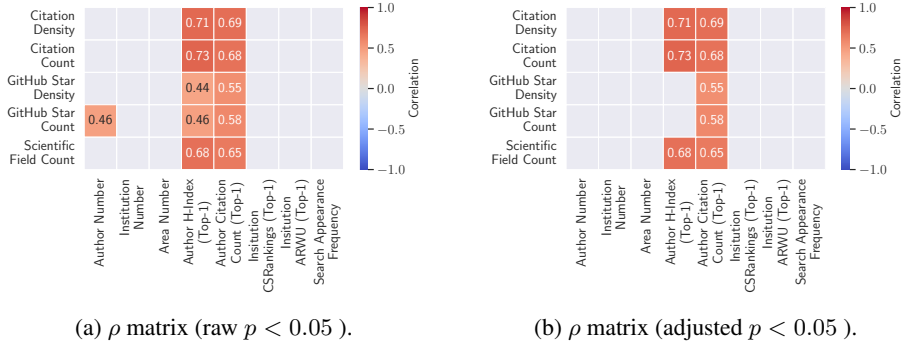 Citation
Density
Citation
Count
GitHub Star
Density
GitHub Star
Count
Scientific
Field Count
0.71 0.69
0.73 0.68
0.44 0.55
0.46 0.46 0.58
0.68 0.65
Author Number
Institution
Number
Area Number
Author H-Index
(Top-1)
Author Citation
Count (Top-1)
Insitution
CSRankings (Top-1)
Insitution
ARWU (Top-1)
Search Appearance
Frequency
1.0
0.5
0.0
−0.5
−1.0
Correlation
(a) ρ matrix (raw p < 0.05 ).
Citation
Density
Citation
Count
GitHub Star
Density
GitHub Star
Count
Scientific
Field Count
0.71 0.69
0.73 0.68
0.55
0.58
0.68 0.65
Author Number
Institution
Number
Area Number
Author H-Index
(Top-1)
Author Citation
Count (Top-1)
Insitution
CSRankings (Top-1)
Insitution
ARWU (Top-1)
Search Appearance
Frequency
1.0
0.5
0.0
−0.5
−1.0
Correlation
(b) ρ matrix (adjusted p < 0.05 ).